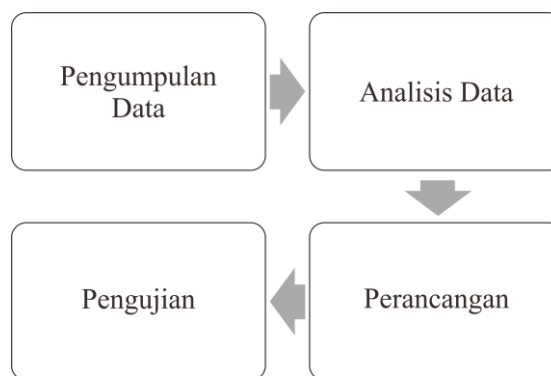 Pengumpulan
Data
Analisis Data
Perancangan
Pengujian